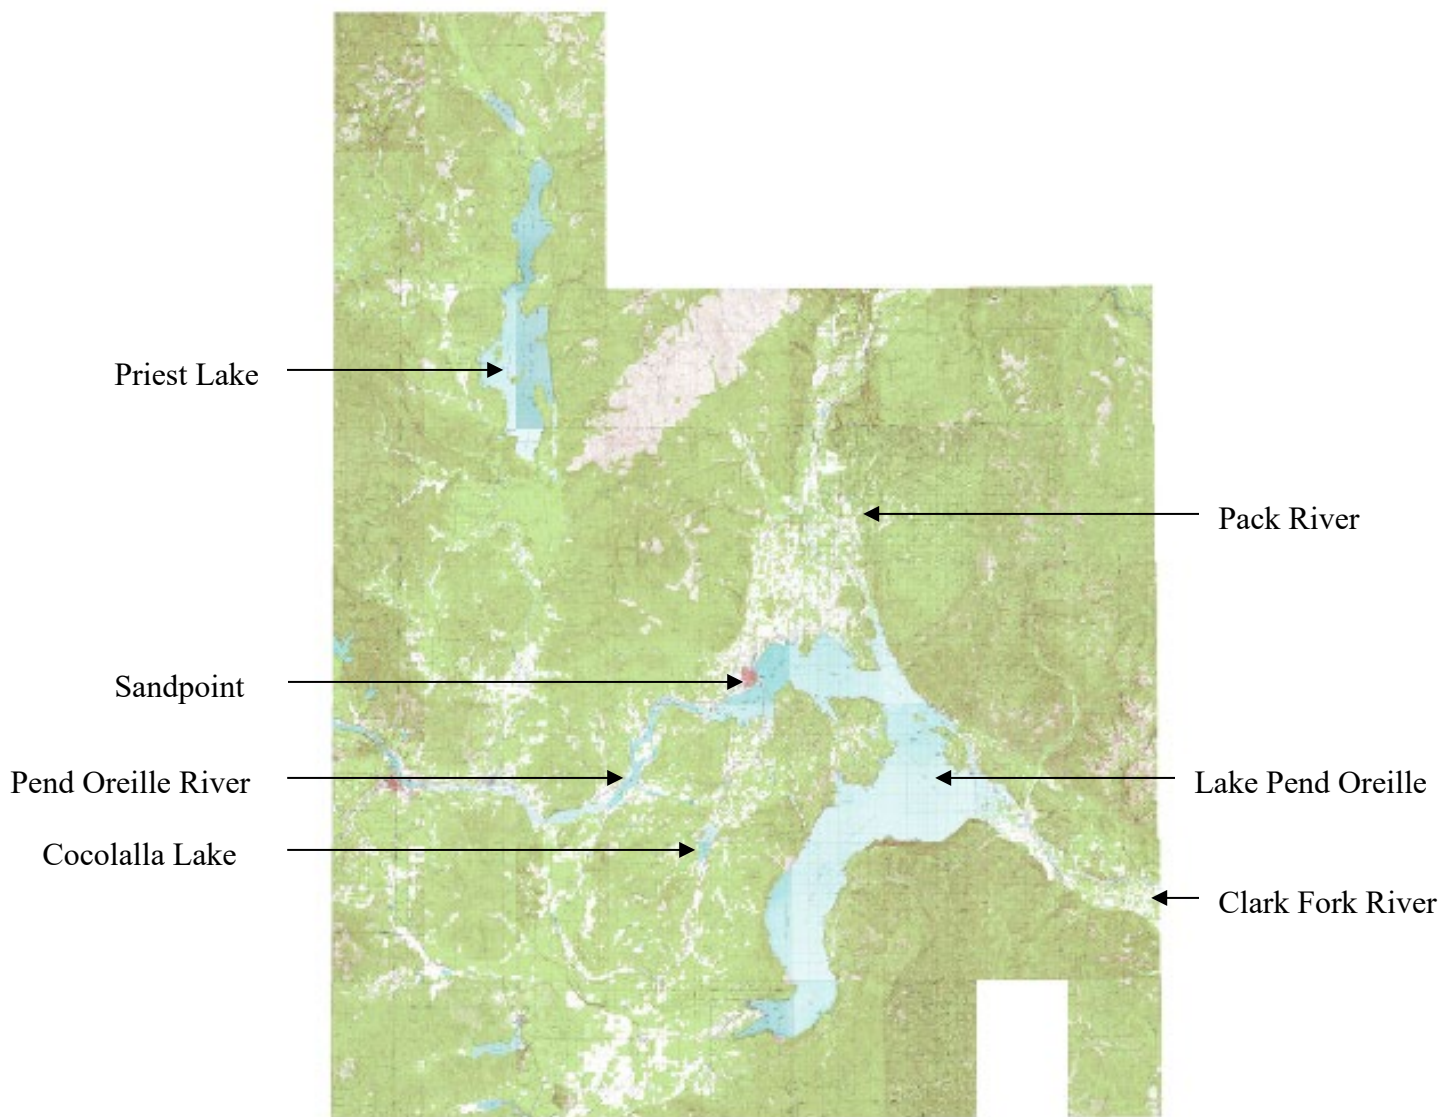 Priest Lake
Pack River
Sandpoint
Pend Oreille River
Lake Pend Oreille
Cocolalla Lake
Clark Fork River